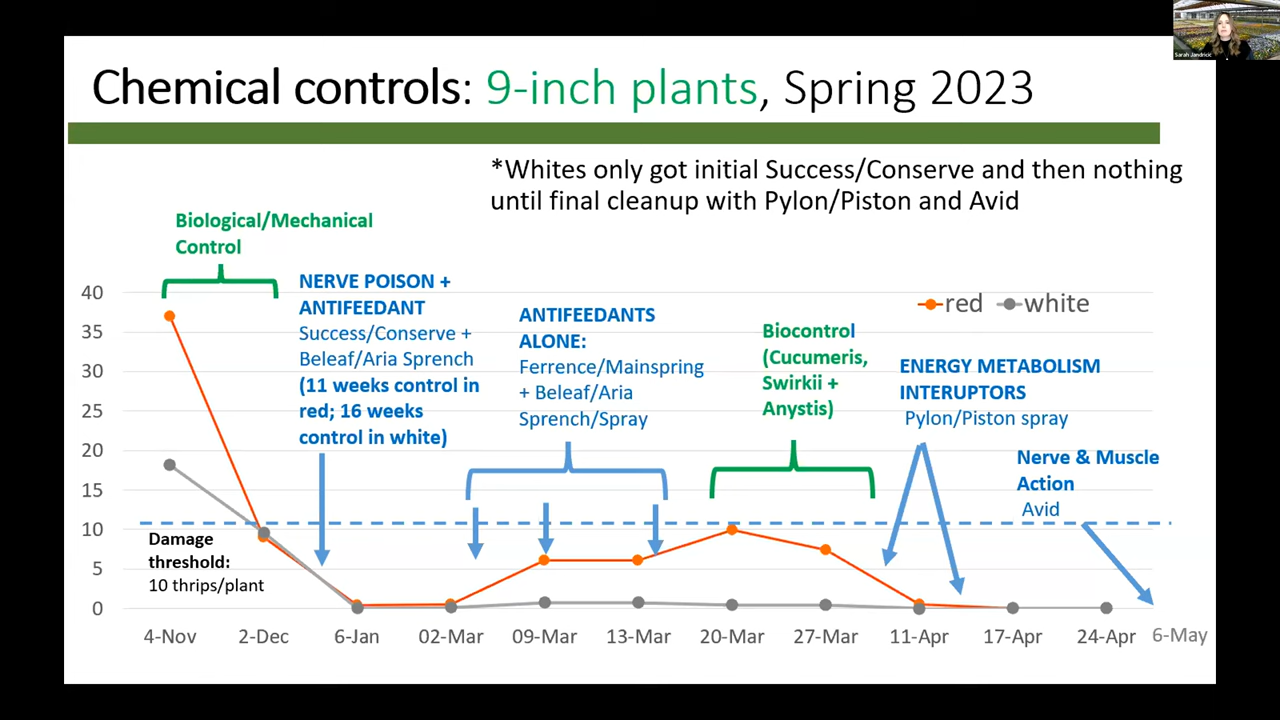 Sarah Jandricic
Chemical controls: 9-inch plants, Spring 2023
*Whites only got initial Success/Conserve and then nothing
until final cleanup with Pylon/Piston and Avid
Biological/Mechanical
Control
NERVE POISON +
ANTIFEEDANT
Success/Conserve +
Beleaf/Aria Sprench
(11 weeks control in
red; 16 weeks
control in white)
ANTIFEEDANTS
ALONE:
Ferrence/Mainspring
+ Beleaf/Aria
Sprench/Spray
Biocontrol
(Cucumeris,
Swirkii +
Anystis)
red white
ENERGY METABOLISM
INTERUPTORS
Pylon/Piston spray
Nerve & Muscle
Action
Avid
Damage
threshold:
10 thrips/plant
40
35
30
25
20
15
10
5
0
4-Nov 2-Dec 6-Jan 02-Mar 09-Mar 13-Mar 20-Mar 27-Mar 11-Apr 17-Apr 24-Apr 6-May